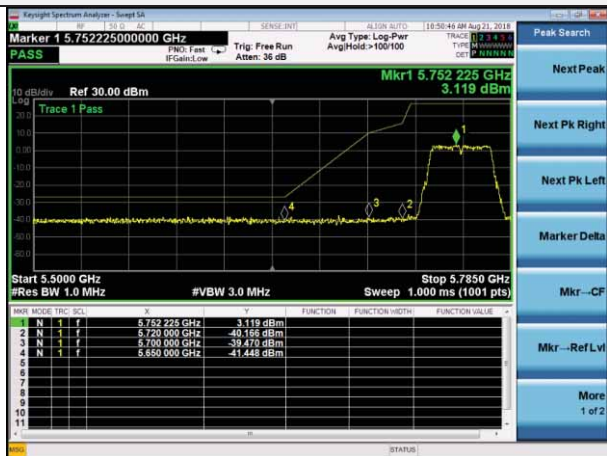 Keysight Spectrum Analyzer - Swept SA
RF 50 Ω AC SENSE:INT ALIGN AUTO 10:50:46 AM Aug 21, 2018
Marker 1 5.752225000000 GHz
PNO: Fast
IFGain:Low
Trig: Free Run
Atten: 36 dB
Avg Type: Log-Pwr
Avg|Hold:>100/100
TRACE 1 2 3 4 5 6
TYPE M W W W W W
DET P N N N N N
PASS
Mkr1 5.752 225 GHz
3.119 dBm
10 dB/div Ref 30.00 dBm
Log
Trace 1 Pass
20.0
10.0
0.00
-10.0
-20.0
-30.0
-40.0
-50.0
-60.0
1
2
3
4
Start 5.5000 GHz Stop 5.7850 GHz
#Res BW 1.0 MHz #VBW 3.0 MHz Sweep 1.000 ms (1001 pts)
MKR MODE TRC SCL X Y FUNCTION FUNCTION WIDTH FUNCTION VALUE
1 N 1 f 5.752 225 GHz 3.119 dBm
2 N 1 f 5.720 000 GHz -40.166 dBm
3 N 1 f 5.700 000 GHz -39.470 dBm
4 N 1 f 5.650 000 GHz -41.448 dBm
5
6
7
8
9
10
11
MSG STATUS
Peak Search
Next Peak
Next Pk Right
Next Pk Left
Marker Delta
Mkr→CF
Mkr→Ref Lvl
More
1 of 2